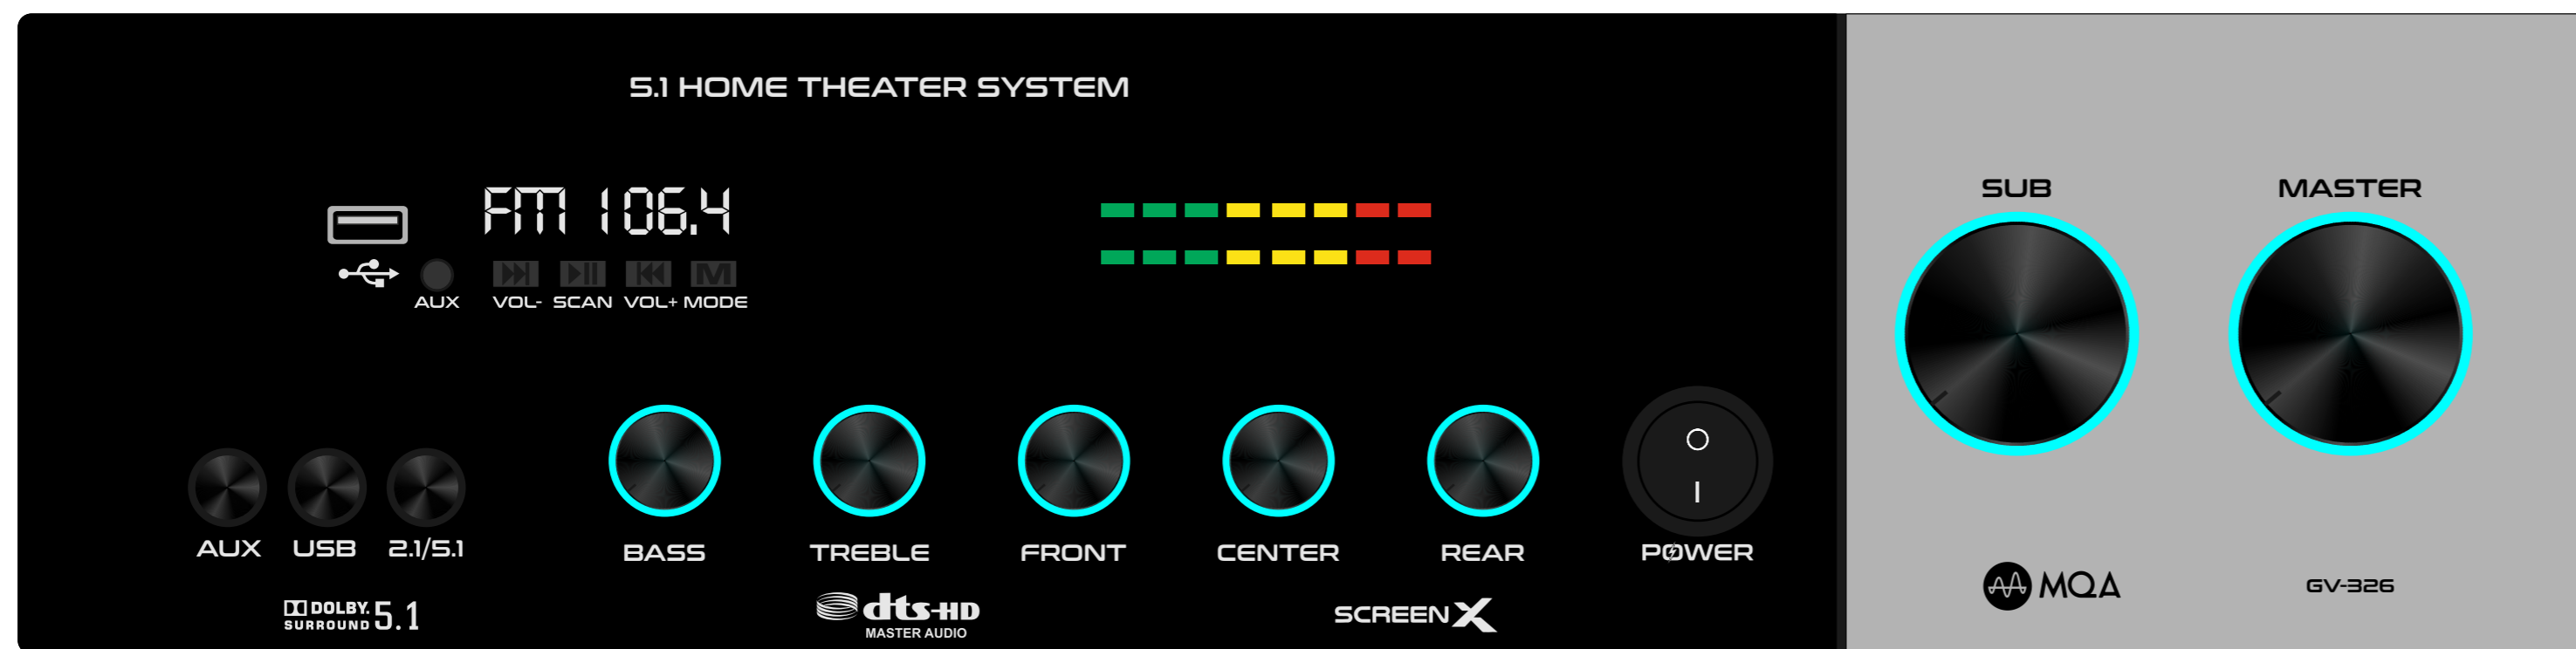 5.1 HOME THEATER SYSTEM
FM 106.4
M
AUX VOL- SCAN VOL+ MODE
SUB MASTER
AUX USB 2.1/5.1
BASS TREBLE FRONT CENTER REAR POWER
DOLBY.
SURROUND 5.1
dts-HD
MASTER AUDIO
SCREENX
MQA
GV-326